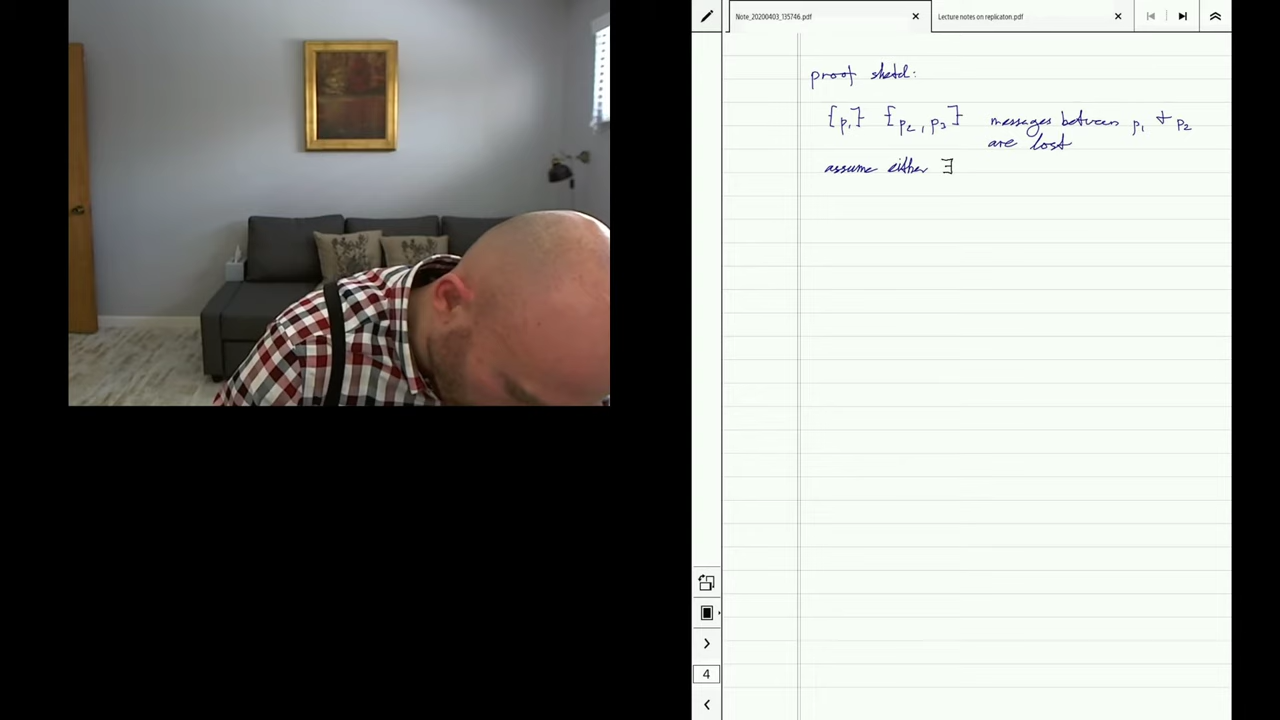 Note_20200403_135746.pdf
Lecture notes on replicaton.pdf
proof sketch:
{p1} {p2, p3} messages between p1 + p2
are lost
assume either ∃
4